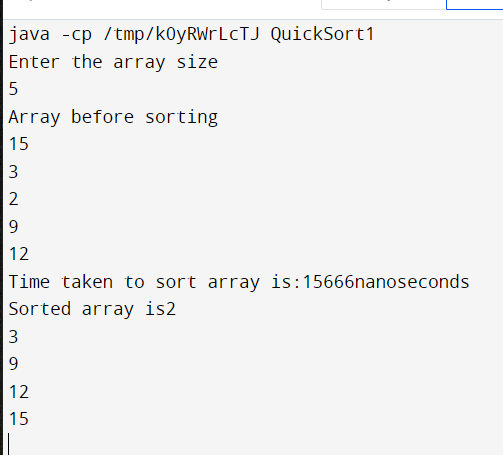 java -cp /tmp/k0yRWrLcTJ QuickSort1
Enter the array size
5
Array before sorting
15
3
2
9
12
Time taken to sort array is:15666nanoseconds
Sorted array is2
3
9
12
15